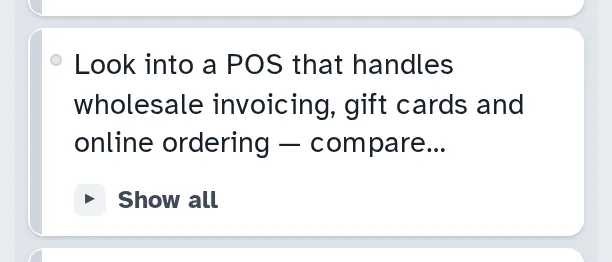 Look into a POS that handles
wholesale invoicing, gift cards and
online ordering — compare...
Show all